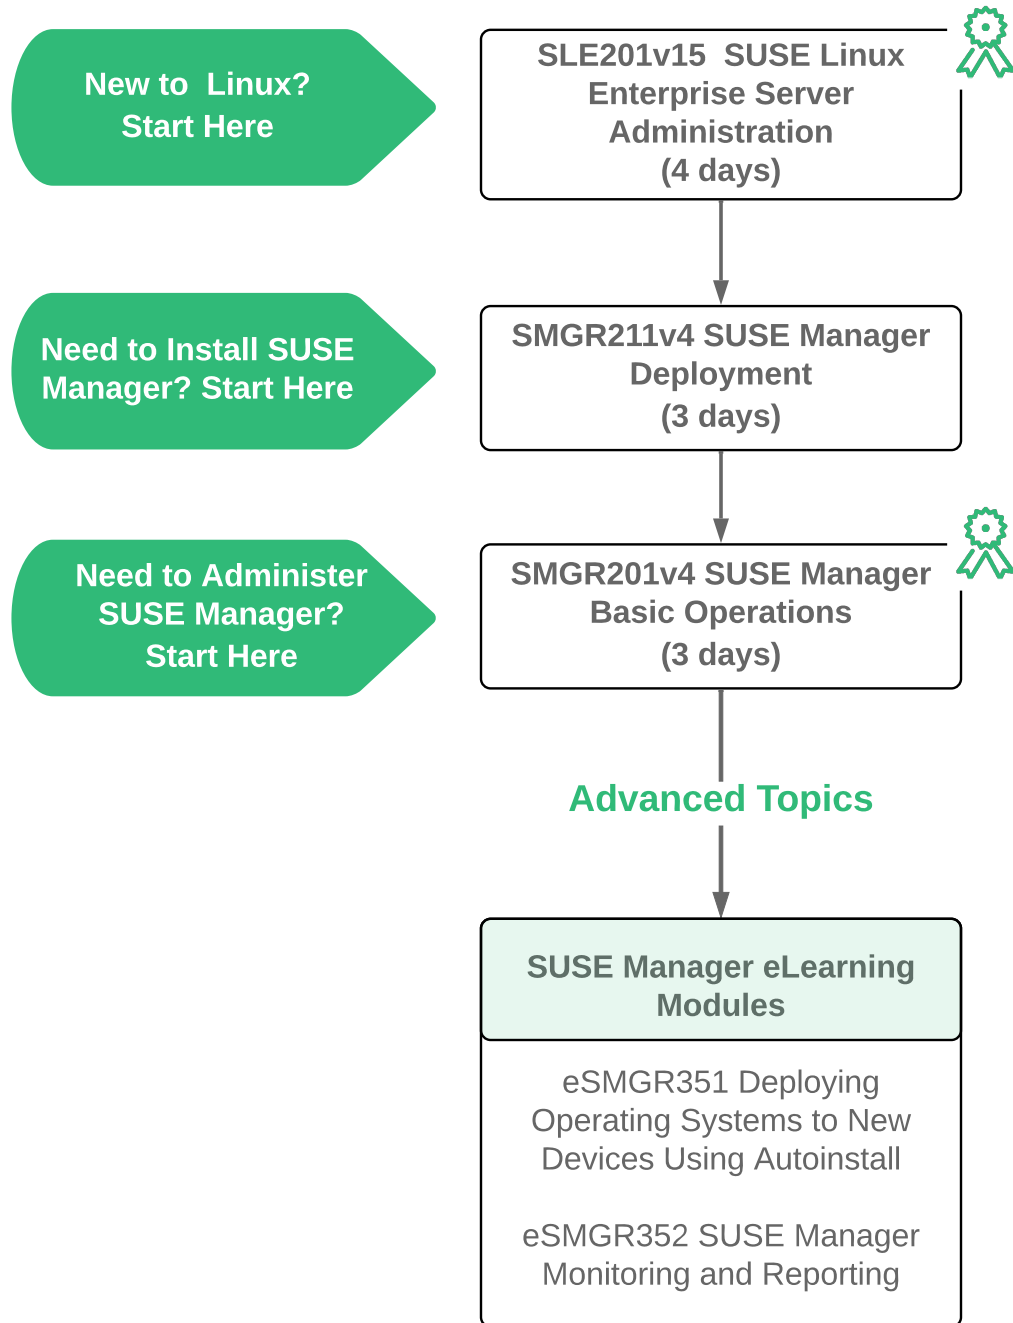 New to  Linux?
Start Here
SLE201v15  SUSE Linux
Enterprise Server
Administration
(4 days)
Need to Install SUSE
Manager? Start Here
SMGR211v4 SUSE Manager
Deployment
(3 days)
Need to Administer
SUSE Manager?
Start Here
SMGR201v4 SUSE Manager
Basic Operations
(3 days)
Advanced Topics
SUSE Manager eLearning
Modules
eSMGR351 Deploying
Operating Systems to New
Devices Using Autoinstall
eSMGR352 SUSE Manager
Monitoring and Reporting